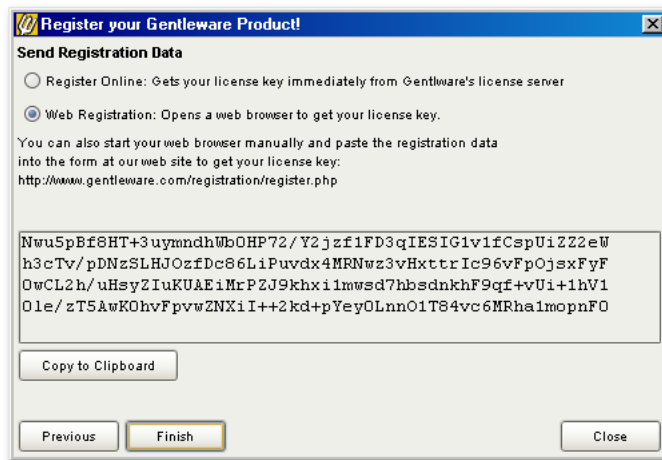 Register your Gentleware Product!
Send Registration Data
Register Online: Gets your license key immediately from Gentlware's license server
Web Registration: Opens a web browser to get your license key.
You can also start your web browser manually and paste the registration data
into the form at our web site to get your license key:
http://www.gentleware.com/registration/register.php
Nwu5pBf8HT+3uymndhWbOHP72/Y2jzf1FD3qIESIG1v1fCspUiZZ2eW
h3cTv/pDNzSLHJOzfDc86LiPuvdx4MRNwz3vHxttrIc96vFpOjsxFyF
OwCL2h/uHsyZIuKUAEiMrPZJ9khxi1mwsd7hbsdnkhF9qf+vUi+1hV1
O1e/zT5AwKOhvFpvwZNXiI++2kd+pYeyOLnnO1T84vc6MRha1mopnFO
Copy to Clipboard
Previous
Finish
Close